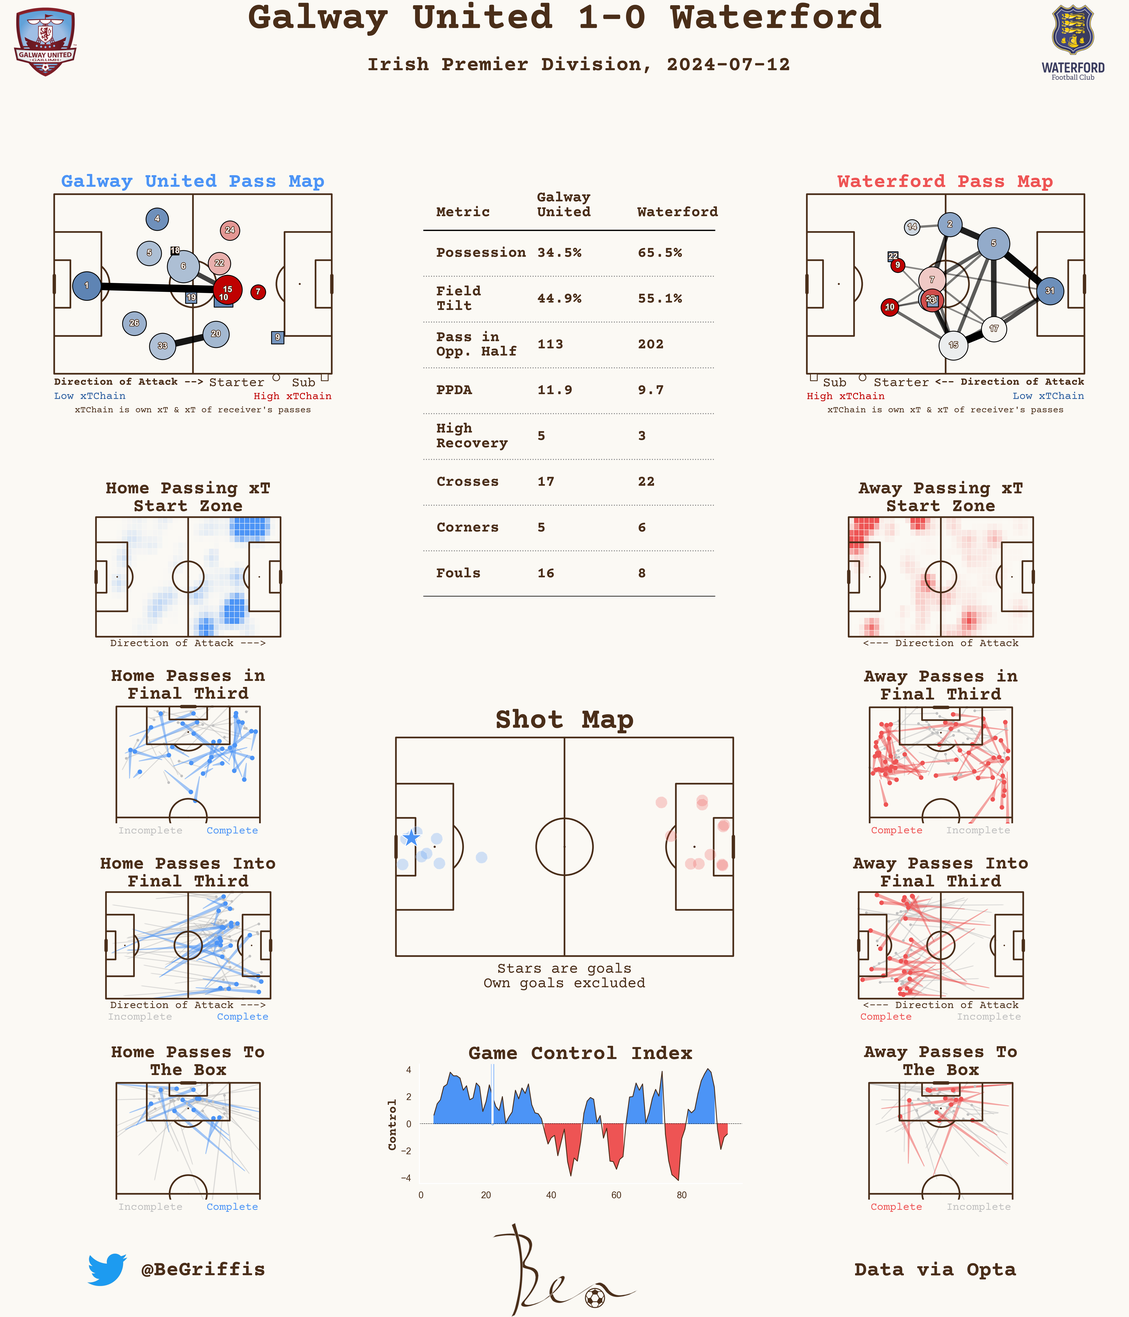 Galway United 1-0 Waterford
Irish Premier Division, 2024-07-12
GALWAY UNITED
WATERFORD
Football Club
Galway United Pass Map
4
24
5
18
6
22
1
15
19
10
7
26
33
20
9
Direction of Attack --> Starter Sub
Low xTChain High xTChain
xTChain is own xT & xT of receiver's passes
Metric Galway United Waterford
Possession 34.5% 65.5%
Field Tilt 44.9% 55.1%
Pass in Opp. Half 113 202
PPDA 11.9 9.7
High Recovery 5 3
Crosses 17 22
Corners 5 6
Fouls 16 8
Waterford Pass Map
14
2
5
22
9
7
31
10
17
15
Sub Starter <-- Direction of Attack
High xTChain Low xTChain
xTChain is own xT & xT of receiver's passes
Home Passing xT
Start Zone
Direction of Attack --->
Away Passing xT
Start Zone
<--- Direction of Attack
Home Passes in
Final Third
Incomplete Complete
Away Passes in
Final Third
Complete Incomplete
Shot Map
Stars are goals
Own goals excluded
Home Passes Into
Final Third
Direction of Attack --->
Incomplete Complete
Away Passes Into
Final Third
<--- Direction of Attack
Complete Incomplete
Home Passes To
The Box
Incomplete Complete
Game Control Index
Control
4
2
0
−2
−4
0 20 40 60 80
Away Passes To
The Box
Complete Incomplete
@BeGriffis
Bea
Data via Opta